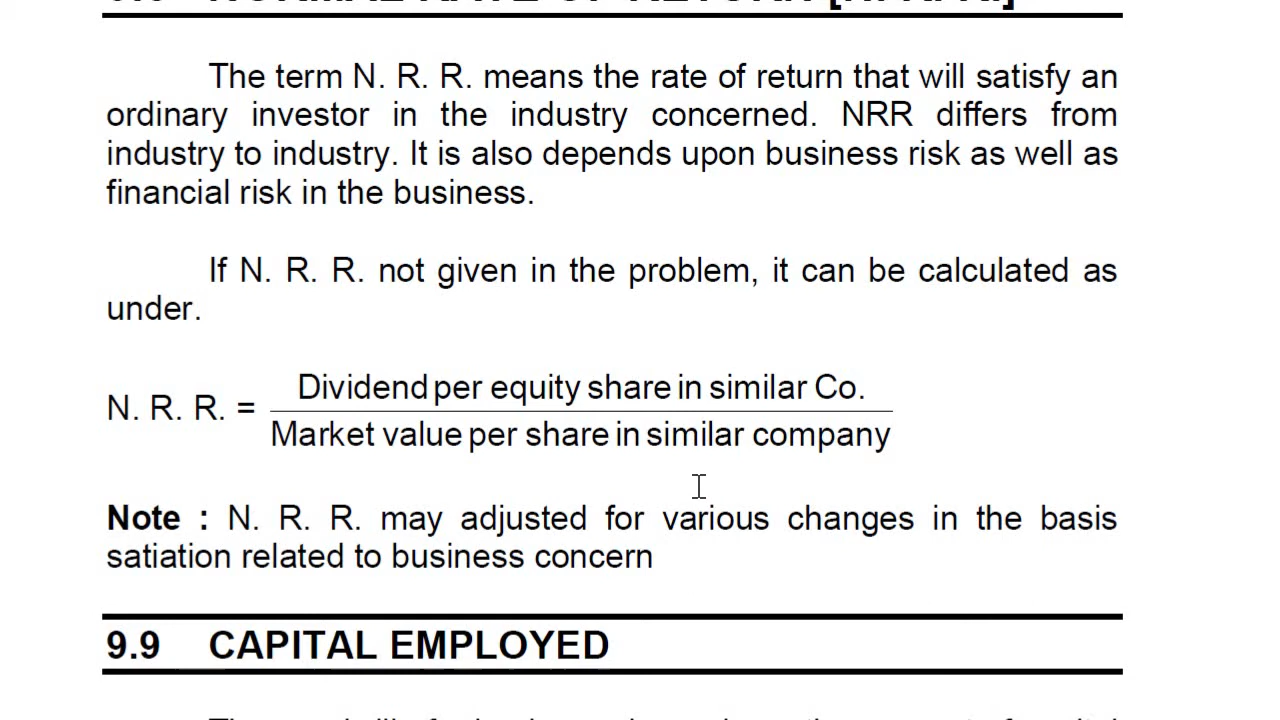 NORMAL RATE OF RETURN [N. R. R.]
The term N. R. R. means the rate of return that will satisfy an
ordinary investor in the industry concerned. NRR differs from
industry to industry. It is also depends upon business risk as well as
financial risk in the business.
If N. R. R. not given in the problem, it can be calculated as
under.
N. R. R. = Dividend per equity share in similar Co.
Market value per share in similar company
Note : N. R. R. may adjusted for various changes in the basis
satiation related to business concern
9.9 CAPITAL EMPLOYED